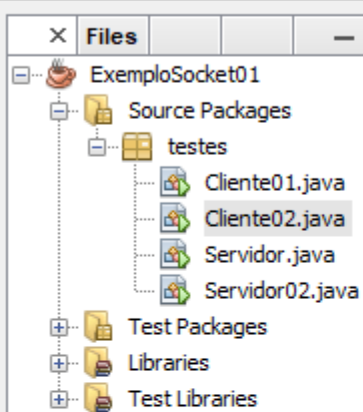 Files
ExemploSocket01
Source Packages
testes
Cliente01.java
Cliente02.java
Servidor.java
Servidor02.java
Test Packages
Libraries
Test Libraries